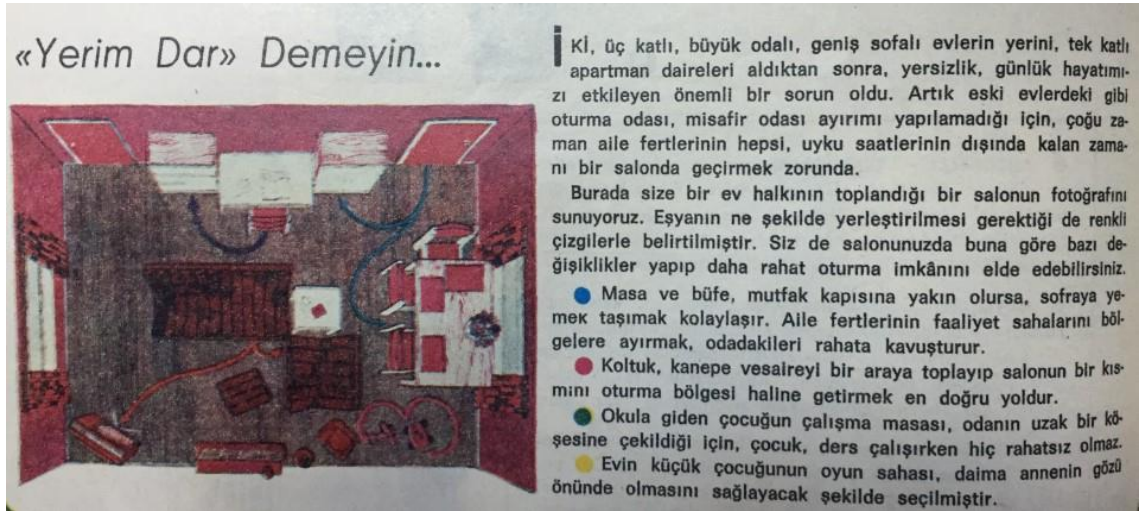 «Yerim Dar» Demeyin...
İKİ, üç katlı, büyük odalı, geniş sofalı evlerin yerini, tek katlı
apartman daireleri aldıktan sonra, yersizlik, günlük hayatımı-
zı etkileyen önemli bir sorun oldu. Artık eski evlerdeki gibi
oturma odası, misafir odası ayırımı yapılamadığı için, çoğu za-
man aile fertlerinin hepsi, uyku saatlerinin dışında kalan zama-
nı bir salonda geçirmek zorunda.
Burada size bir ev halkının toplandığı bir salonun fotoğrafını
sunuyoruz. Eşyanın ne şekilde yerleştirilmesi gerektiği de renkli
çizgilerle belirtilmiştir. Siz de salonunuzda buna göre bazı de-
ğişiklikler yapıp daha rahat oturma imkânını elde edebilirsiniz.
Masa ve büfe, mutfak kapısına yakın olursa, sofraya ye-
mek taşımak kolaylaşır. Aile fertlerinin faaliyet sahalarını böl-
gelere ayırmak, odadakileri rahata kavuşturur.
Koltuk, kanepe vesaireyi bir araya toplayıp salonun bir kıs-
mını oturma bölgesi haline getirmek en doğru yoldur.
Okula giden çocuğun çalışma masası, odanın uzak bir kö-
şesine çekildiği için, çocuk, ders çalışırken hiç rahatsız olmaz.
Evin küçük çocuğunun oyun sahası, daima annenin gözü
önünde olmasını sağlayacak şekilde seçilmiştir.